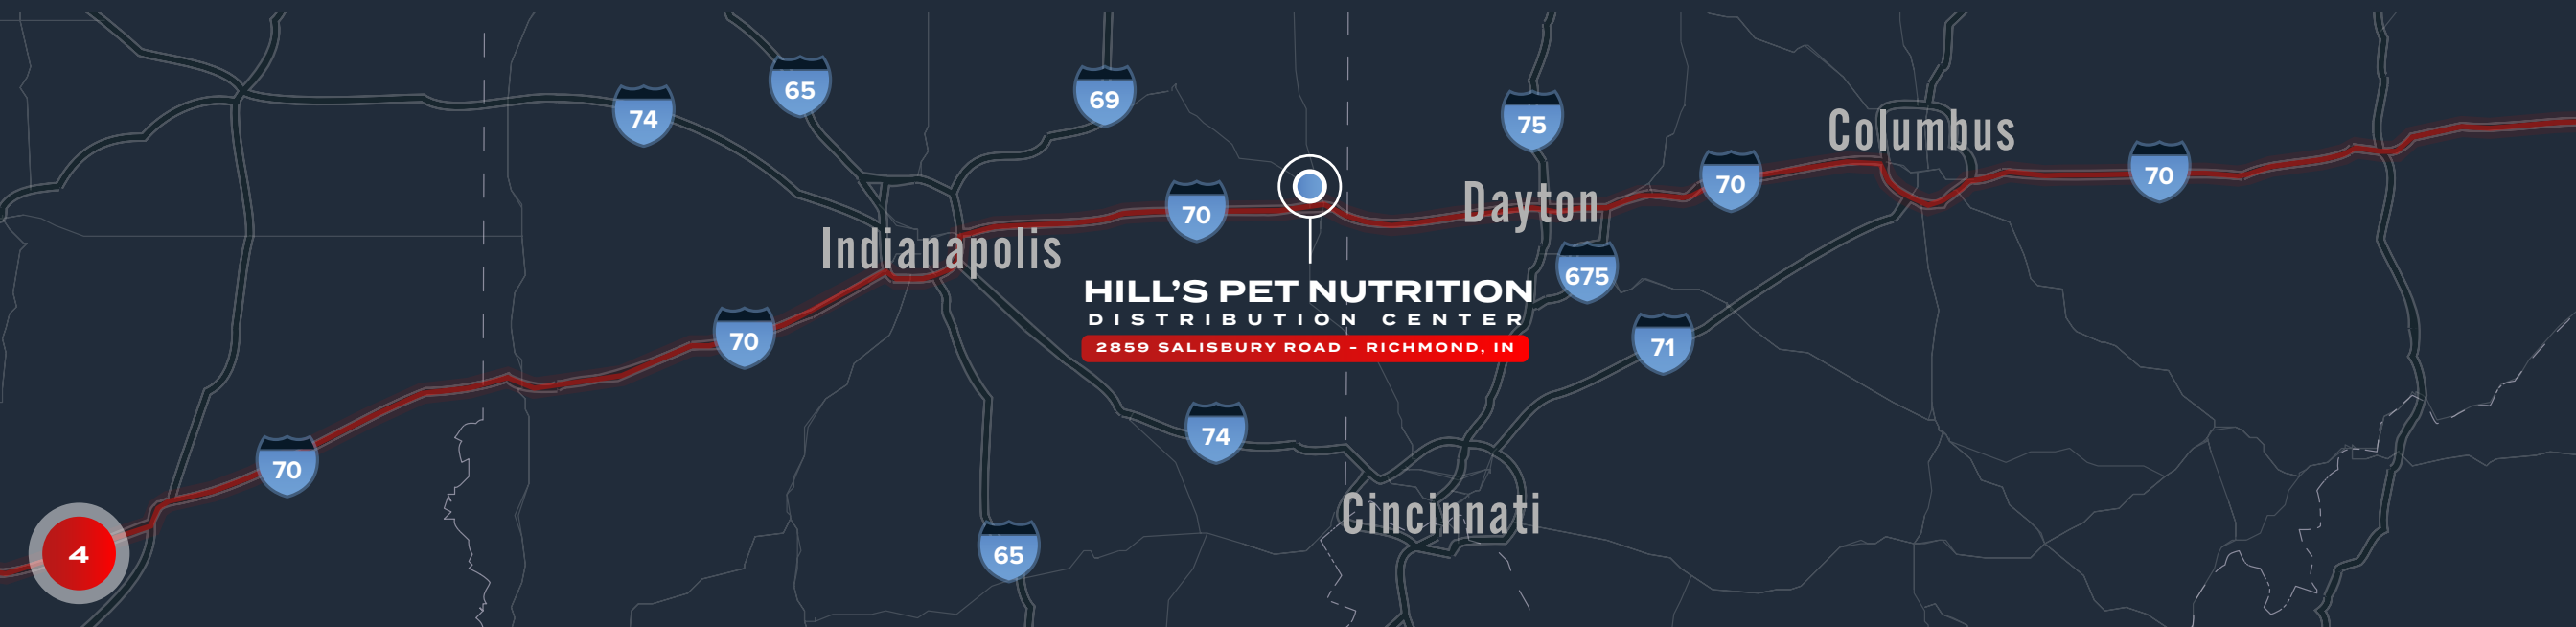 65
69
74
75
Columbus
70
70
Dayton
70
Indianapolis
675
HILL’S PET NUTRITION
DISTRIBUTION CENTER
2859 SALISBURY ROAD - RICHMOND, IN
70
71
74
70
Cincinnati
65
4